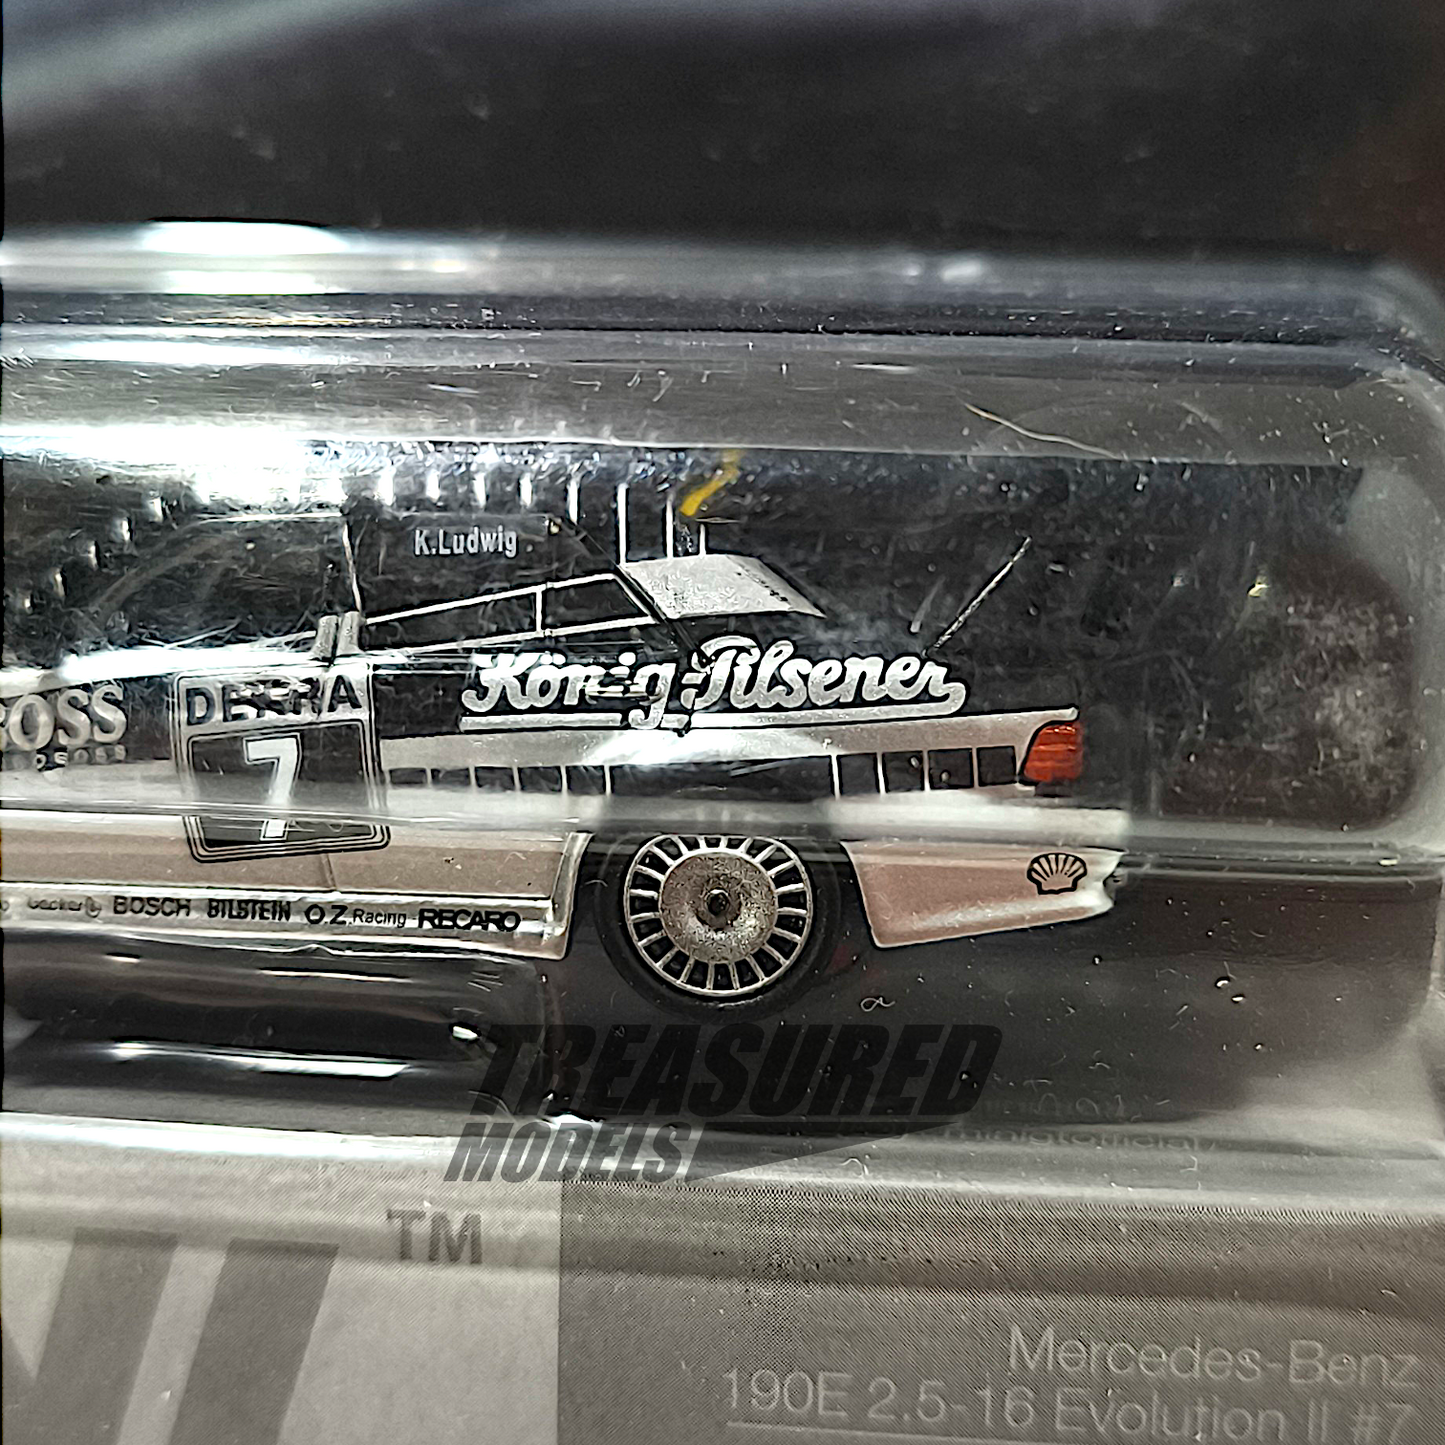 K.Ludwig
König-Pilsener
BOSS
DEKRA
7
BOSCH BILSTEIN O.Z.Racing RECARO
TREASURED
MODELS
TM
Mercedes-Benz
190E 2.5-16 Evolution II #7